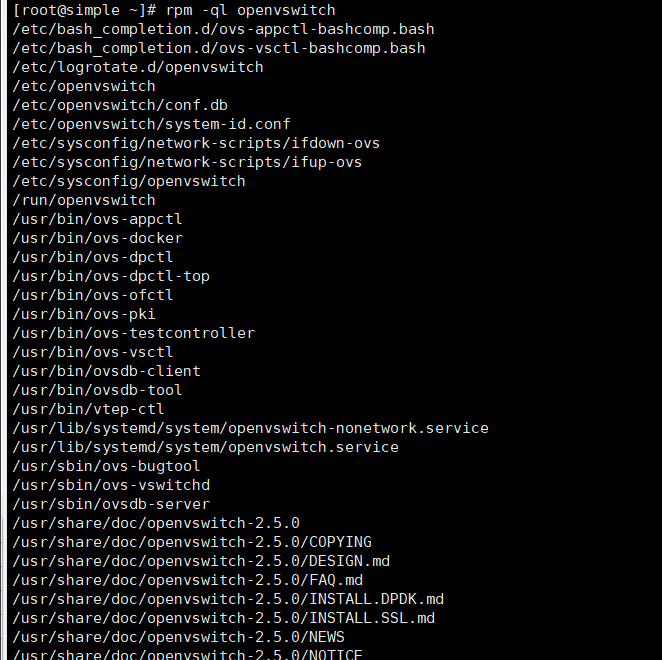 [root@simple ~]# rpm -ql openvswitch
/etc/bash_completion.d/ovs-appctl-bashcomp.bash
/etc/bash_completion.d/ovs-vsctl-bashcomp.bash
/etc/logrotate.d/openvswitch
/etc/openvswitch
/etc/openvswitch/conf.db
/etc/openvswitch/system-id.conf
/etc/sysconfig/network-scripts/ifdown-ovs
/etc/sysconfig/network-scripts/ifup-ovs
/etc/sysconfig/openvswitch
/run/openvswitch
/usr/bin/ovs-appctl
/usr/bin/ovs-docker
/usr/bin/ovs-dpctl
/usr/bin/ovs-dpctl-top
/usr/bin/ovs-ofctl
/usr/bin/ovs-pki
/usr/bin/ovs-testcontroller
/usr/bin/ovs-vsctl
/usr/bin/ovsdb-client
/usr/bin/ovsdb-tool
/usr/bin/vtep-ctl
/usr/lib/systemd/system/openvswitch-nonetwork.service
/usr/lib/systemd/system/openvswitch.service
/usr/sbin/ovs-bugtool
/usr/sbin/ovs-vswitchd
/usr/sbin/ovsdb-server
/usr/share/doc/openvswitch-2.5.0
/usr/share/doc/openvswitch-2.5.0/COPYING
/usr/share/doc/openvswitch-2.5.0/DESIGN.md
/usr/share/doc/openvswitch-2.5.0/FAQ.md
/usr/share/doc/openvswitch-2.5.0/INSTALL.DPDK.md
/usr/share/doc/openvswitch-2.5.0/INSTALL.SSL.md
/usr/share/doc/openvswitch-2.5.0/NEWS
/usr/share/doc/openvswitch-2.5.0/NOTICE